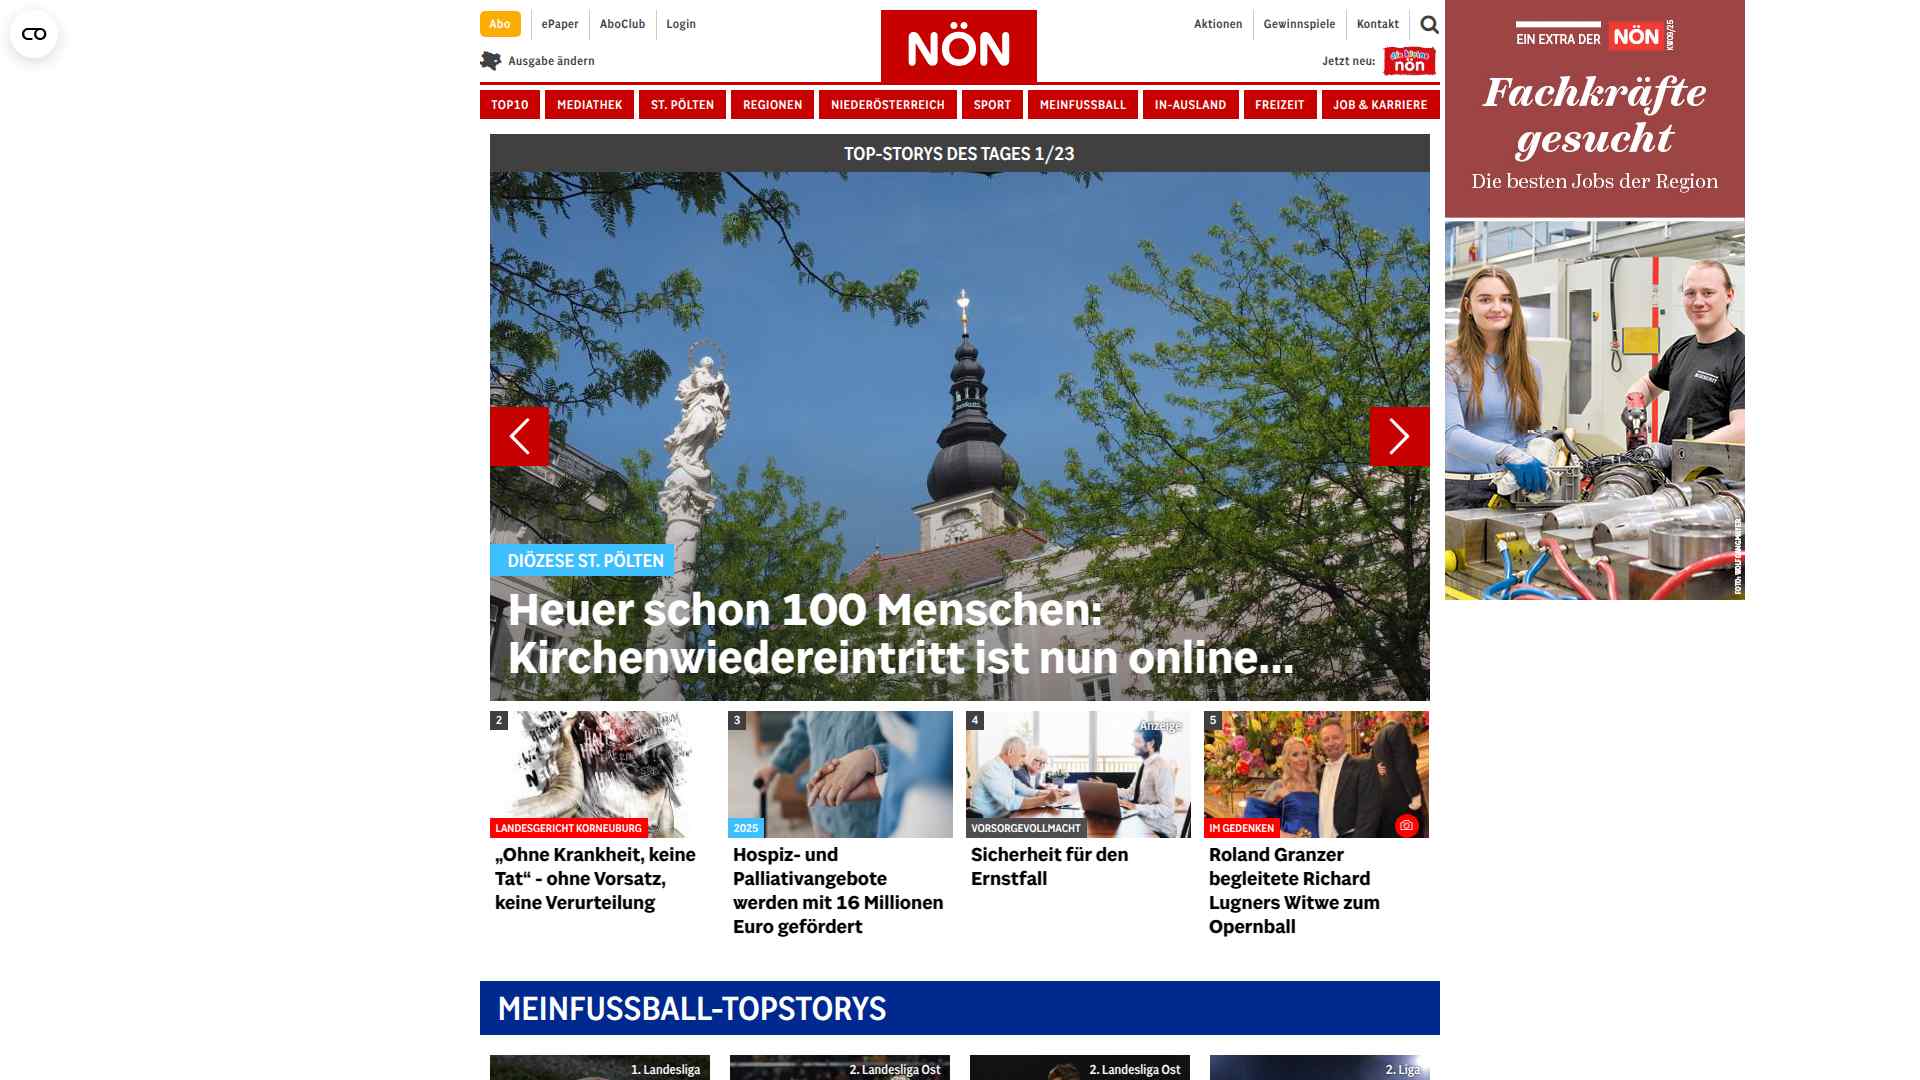 Abo
ePaper
AboClub
Login
NÖN
Aktionen
Gewinnspiele
Kontakt
Ausgabe ändern
Jetzt neu:
die kleine
nön
TOP10
MEDIATHEK
ST. PÖLTEN
REGIONEN
NIEDERÖSTERREICH
SPORT
MEINFUSSBALL
IN-AUSLAND
FREIZEIT
JOB & KARRIERE
EIN EXTRA DER NÖN
KW09/25
Fachkräfte
gesucht
Die besten Jobs der Region
TOP-STORYS DES TAGES 1/23
DIÖZESE ST. PÖLTEN
Heuer schon 100 Menschen:
Kirchenwiedereintritt ist nun online...
2
LANDESGERICHT KORNEUBURG
„Ohne Krankheit, keine
Tat“ - ohne Vorsatz,
keine Verurteilung
3
2025
Hospiz- und
Palliativangebote
werden mit 16 Millionen
Euro gefördert
4
Anzeige
VORSORGEVOLLMACHT
Sicherheit für den
Ernstfall
5
IM GEDENKEN
Roland Granzer
begleitete Richard
Lugners Witwe zum
Opernball
MEINFUSSBALL-TOPSTORYS
1. Landesliga
2. Landesliga Ost
2. Landesliga Ost
2. Liga